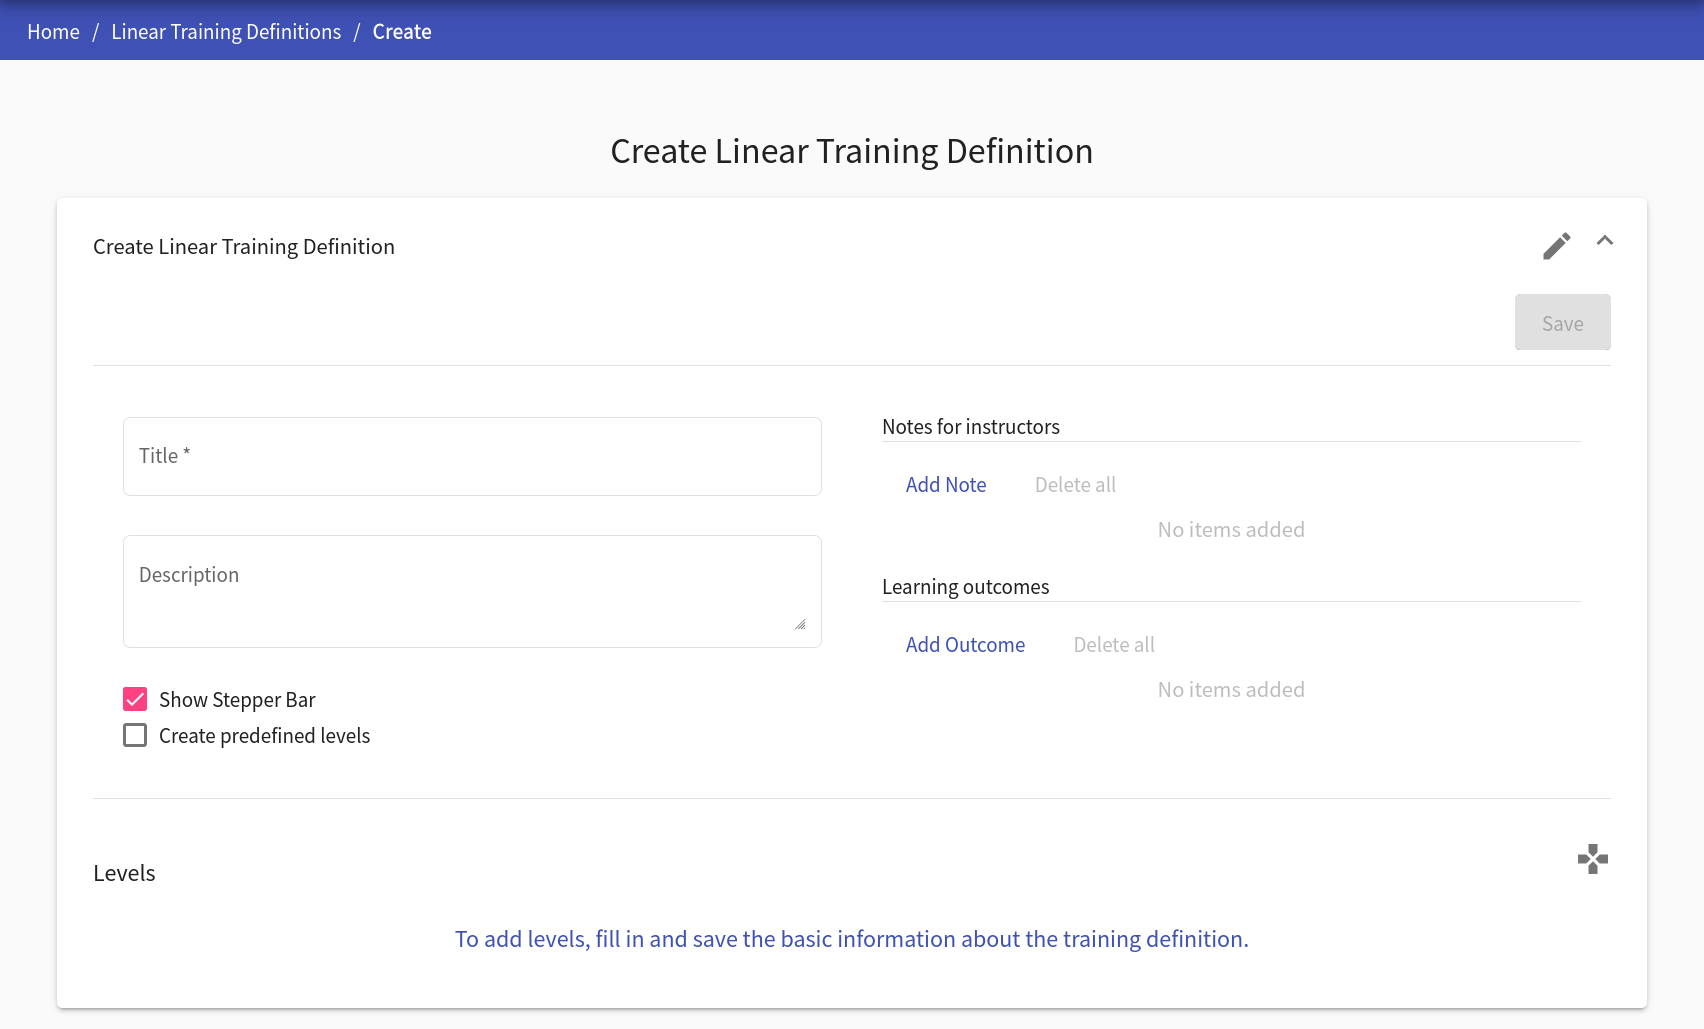 Home / Linear Training Definitions / Create
Create Linear Training Definition
Create Linear Training Definition
Save
Title *
Description
Show Stepper Bar
Create predefined levels
Notes for instructors
Add Note Delete all
No items added
Learning outcomes
Add Outcome Delete all
No items added
Levels
To add levels, fill in and save the basic information about the training definition.